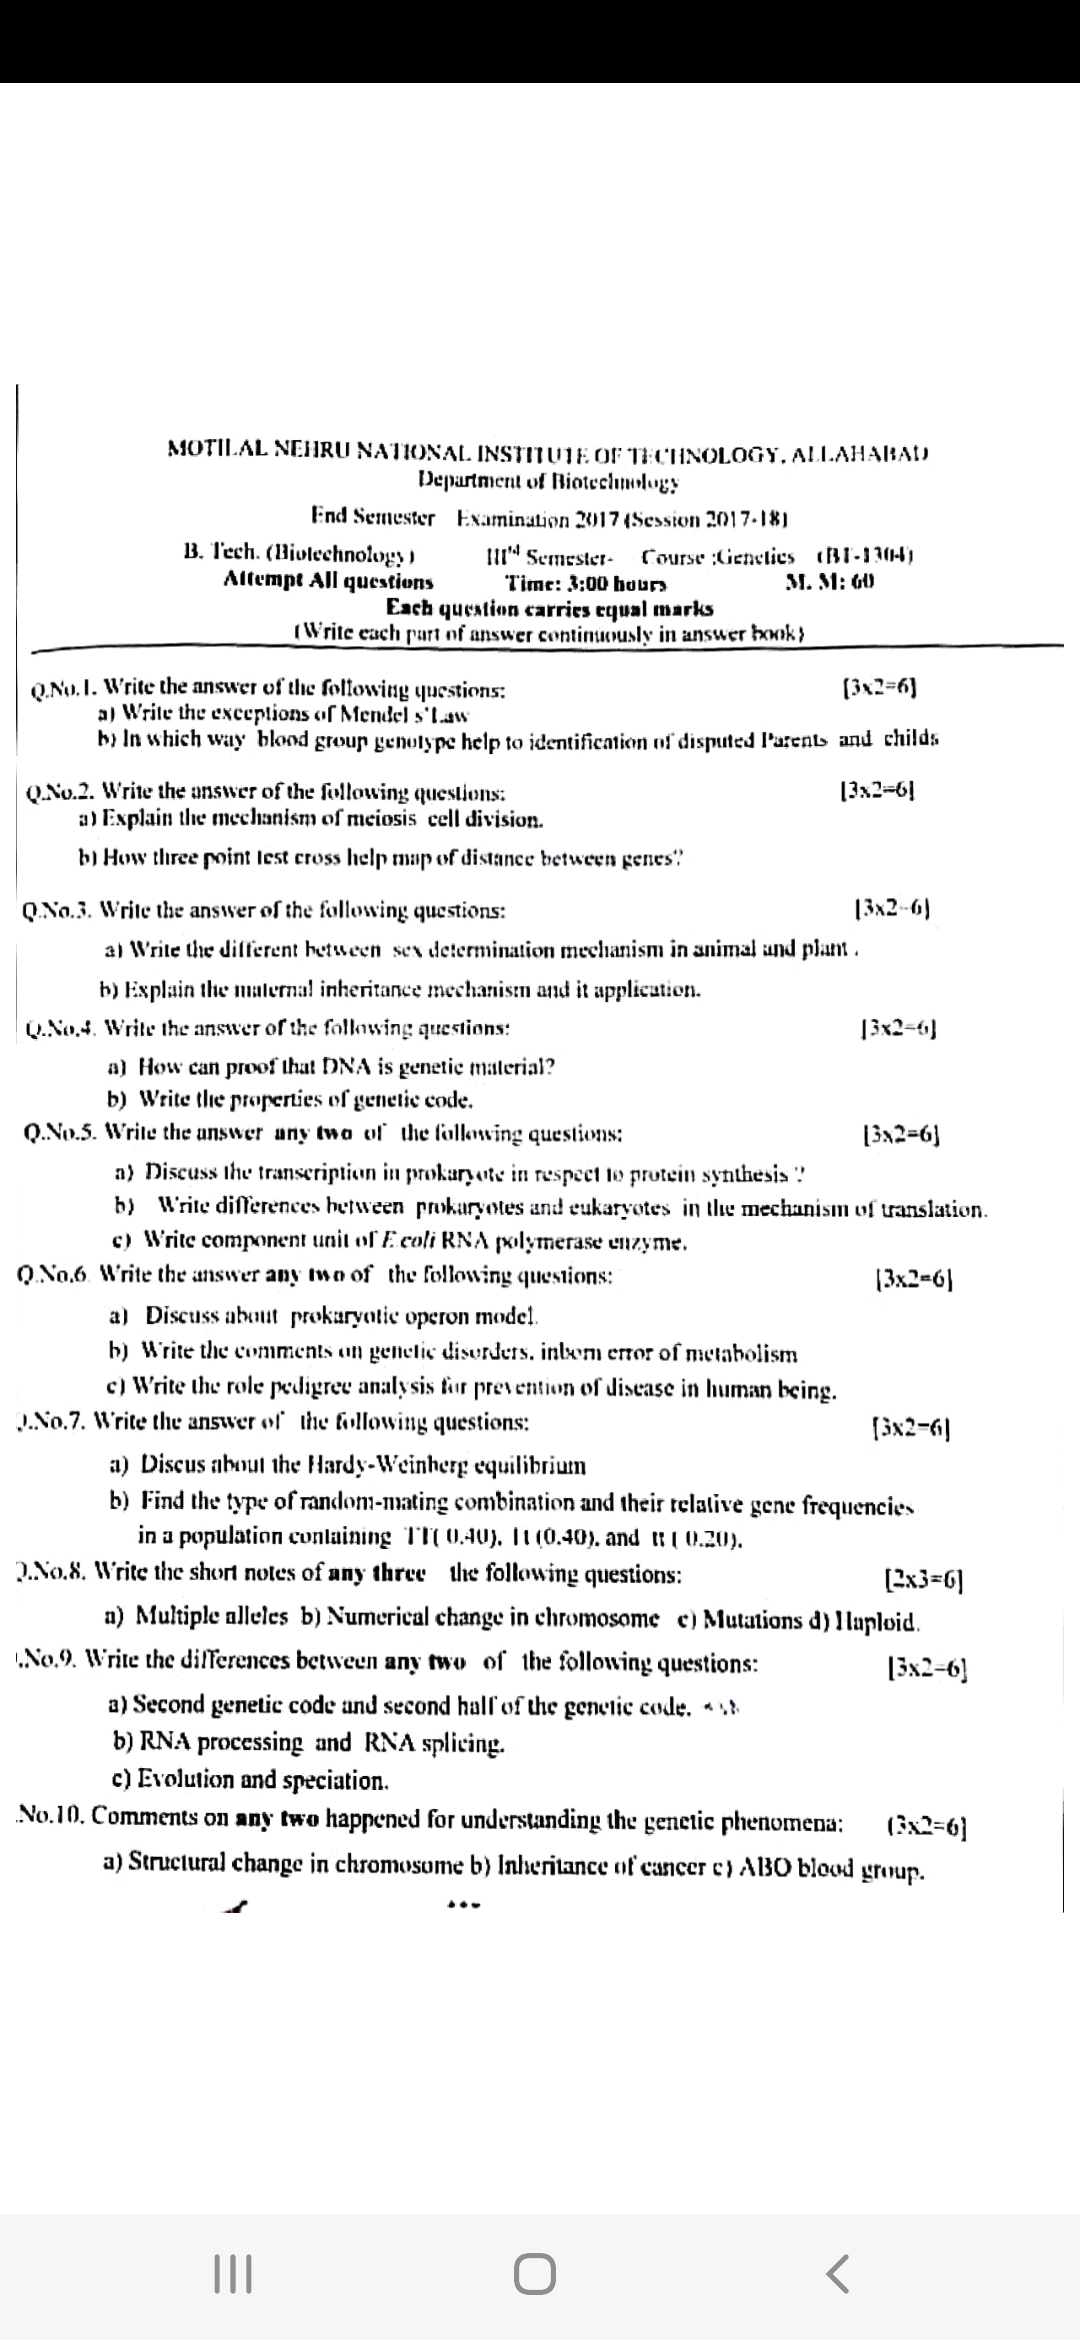 MOTILAL NEHRU NATIONAL INSTITUTE OF TECHNOLOGY, ALLAHABAD
Department of Biotechnology
End Semester Examination 2017 (Session 2017-18)
B. Tech. (Biotechnology) IIIrd Semester- Course :Genetics (BT-1304)
Attempt All questions Time: 3:00 hours M. M: 60
Each question carries equal marks
(Write each part of answer continuously in answer book)
Q.No.1. Write the answer of the following questions: [3x2=6]
a) Write the exceptions of Mendel s'Law
b) In which way blood group genotype help to identification of disputed Parents and childs
Q.No.2. Write the answer of the following questions: [3x2=6]
a) Explain the mechanism of meiosis cell division.
b) How three point test cross help map of distance between genes?
Q.No.3. Write the answer of the following questions: [3x2=6]
a) Write the different between sex determination mechanism in animal and plant .
b) Explain the maternal inheritance mechanism and it application.
Q.No.4. Write the answer of the following questions: [3x2=6]
a) How can proof that DNA is genetic material?
b) Write the properties of genetic code.
Q.No.5. Write the answer any two of the following questions: [3x2=6]
a) Discuss the transcription in prokaryote in respect to protein synthesis ?
b) Write differences between prokaryotes and eukaryotes in the mechanism of translation.
c) Write component unit of E coli RNA polymerase enzyme.
Q.No.6. Write the answer any two of the following questions: [3x2=6]
a) Discuss about prokaryotic operon model.
b) Write the comments on genetic disorders, inborn error of metabolism
c) Write the role pedigree analysis for prevention of disease in human being.
.No.7. Write the answer of the following questions: [3x2=6]
a) Discus about the Hardy-Weinberg equilibrium
b) Find the type of random-mating combination and their relative gene frequencies
in a population containing TT( 0.40), Tt (0.40), and tt ( 0.20).
.No.8. Write the short notes of any three the following questions: [2x3=6]
a) Multiple alleles b) Numerical change in chromosome c) Mutations d) Haploid.
.No.9. Write the differences between any two of the following questions: [3x2=6]
a) Second genetic code and second half of the genetic code.
b) RNA processing and RNA splicing.
c) Evolution and speciation.
.No.10. Comments on any two happened for understanding the genetic phenomena: (3x2=6]
a) Structural change in chromosome b) Inheritance of cancer c) ABO blood group.